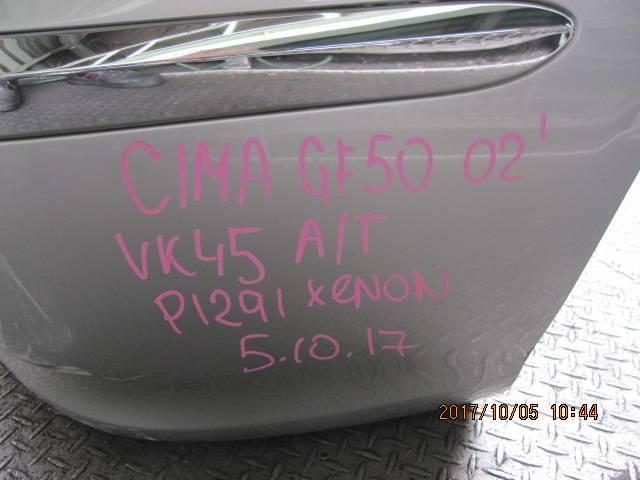 CIMA GF50 02'
VK45 A/T
P1291 XENON
5.10.17
2017/10/05 10:44